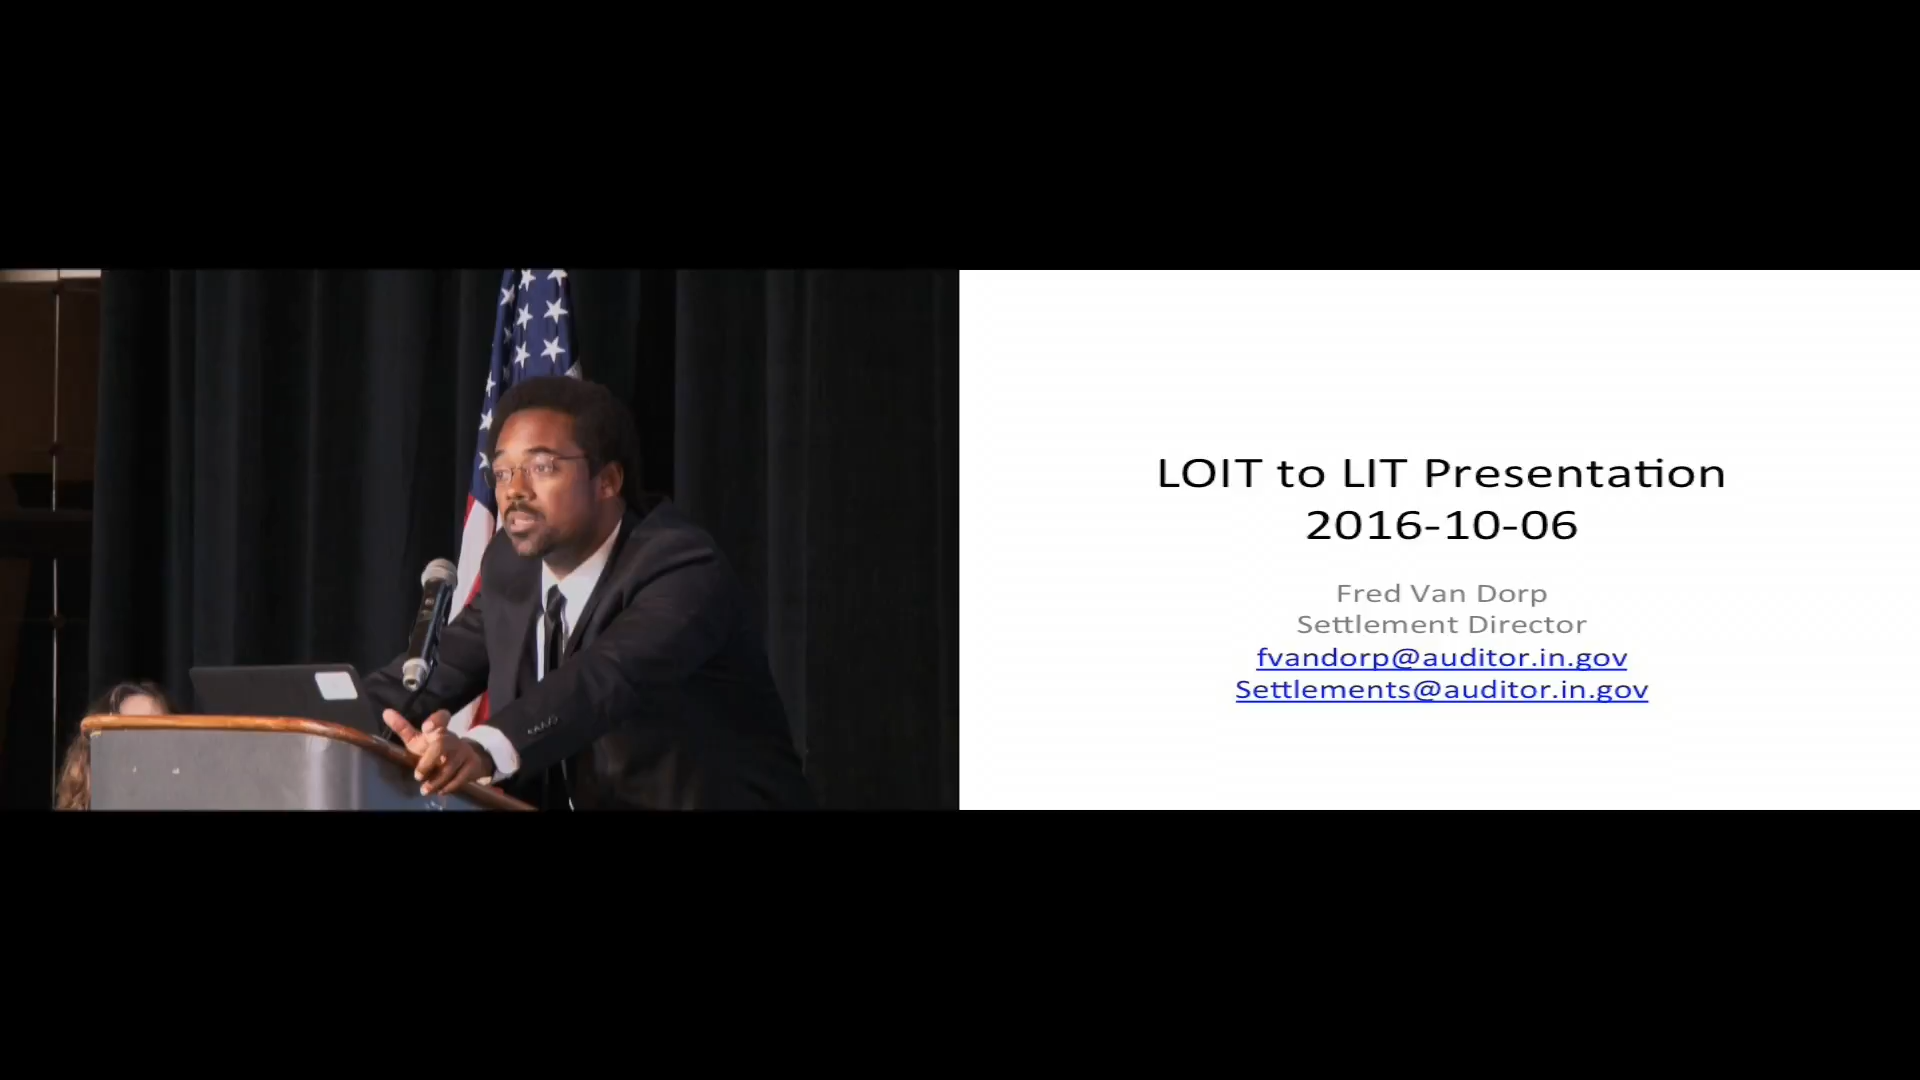 LOIT to LIT Presentation
2016-10-06
Fred Van Dorp
Settlement Director
fvandorp@auditor.in.gov
Settlements@auditor.in.gov